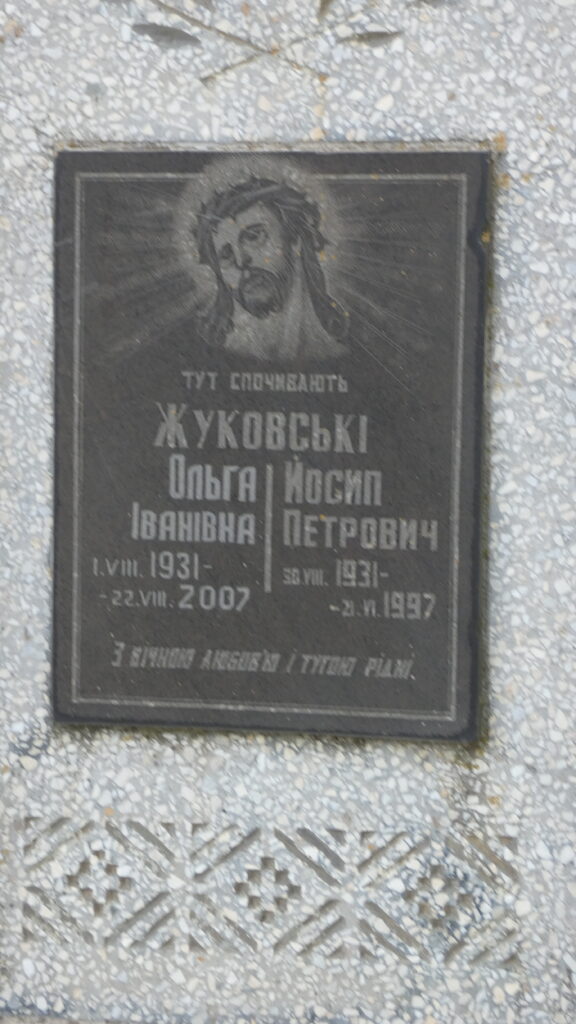 ТУТ СПОЧИВАЮТЬ
ЖУКОВСЬКІ
ОЛЬГА ЙОСИП
ІВАНІВНА ПЕТРОВИЧ
1.VIII.1931- 30.VIII.1931-
-22.VIII.2007 -21.VI.1997
З ВІЧНОЮ ЛЮБОВ'Ю І ТУГОЮ РІДНІ.